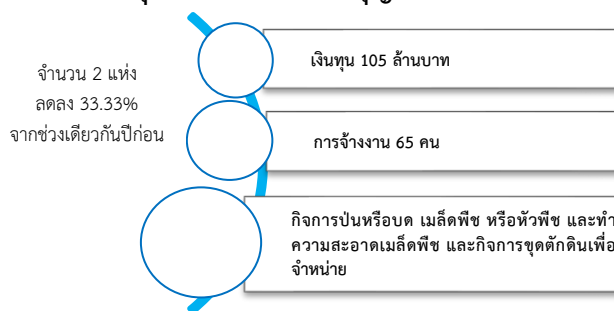 จำนวน 2 แห่ง
ลดลง 33.33%
จากช่วงเดียวกันปีก่อน
เงินทุน 105 ล้านบาท
การจ้างงาน 65 คน
กิจการป่นหรือบด เมล็ดพืช หรือหัวพืช และทำ
ความสะอาดเมล็ดพืช และกิจการขุดตักดินเพื่อ
จำหน่าย